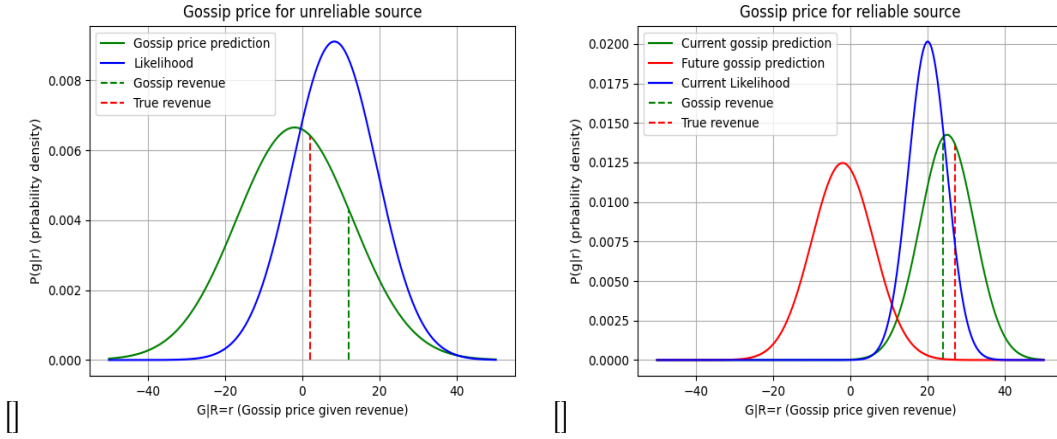 Gossip price for unreliable source
Gossip price prediction
Likelihood
Gossip revenue
True revenue
P(g|r) (prbability density)
0.008
0.006
0.004
0.002
0.000
−40
−20
0
20
40
G|R=r (Gossip price given revenue)
[]
Gossip price for reliable source
Current gossip prediction
Future gossip prediction
Current Likelihood
Gossip revenue
True revenue
P(g|r) (prbability density)
0.0200
0.0175
0.0150
0.0125
0.0100
0.0075
0.0050
0.0025
0.0000
−40
−20
0
20
40
G|R=r (Gossip price given revenue)
[]